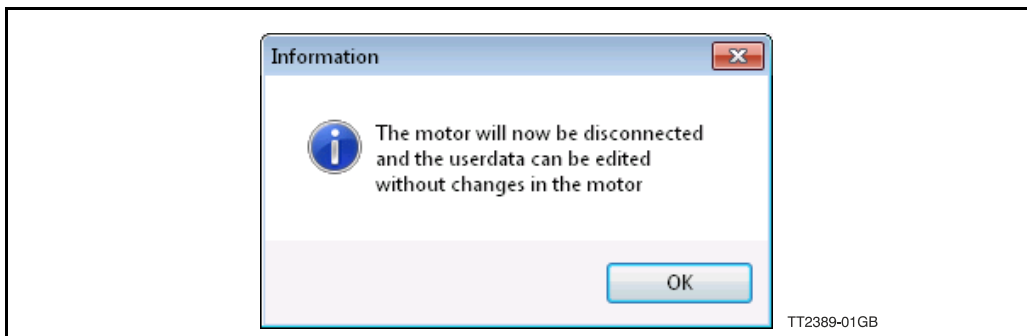 Information
The motor will now be disconnected
and the userdata can be edited
without changes in the motor
OK
TT2389-01GB